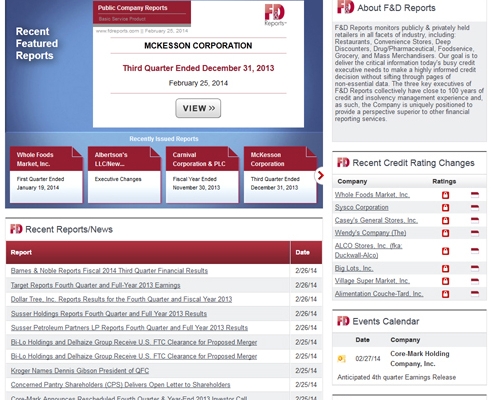 Recent
Featured
Reports
Public Company Reports
Basic Service Product
www.fdreports.com || February 25, 2014
FD
Reports
MCKESSON CORPORATION
Third Quarter Ended December 31, 2013
February 25, 2014
VIEW >>
Recently Issued Reports
Whole Foods
Market, Inc.
First Quarter Ended
January 19, 2014
Albertson's
LLC/New...
Executive Changes
Carnival
Corporation & PLC
Fiscal Year Ended
November 30, 2013
McKesson
Corporation
Third Quarter Ended
December 31, 2013
FD Recent Reports/News
Report Date
Barnes & Noble Reports Fiscal 2014 Third Quarter Financial Results 2/26/14
Target Reports Fourth Quarter and Full-Year 2013 Earnings 2/26/14
Dollar Tree, Inc. Reports Results for the Fourth Quarter and Fiscal Year 2013 2/26/14
Susser Holdings Reports Fourth Quarter and Full Year 2013 Results 2/26/14
Susser Petroleum Partners LP Reports Fourth Quarter and Full Year 2013 Results 2/26/14
Bi-Lo Holdings and Delhaize Group Receive U.S. FTC Clearance for Proposed Merger 2/26/14
Bi-Lo Holdings and Delhaize Group Receive U.S. FTC Clearance for Proposed Merger 2/26/14
Kroger Names Dennis Gibson President of QFC 2/26/14
Concerned Pantry Shareholders (CPS) Delivers Open Letter to Shareholders 2/26/14
Core-Mark Announces Rescheduled Fourth Quarter & Year-End 2013 Investor Call 2/26/14
FD About F&D Reports
F&D Reports monitors publicly & privately held
retailers in all facets of industry, including:
Restaurants, Convenience Stores, Deep
Discounters, Drug/Pharmaceutical, Foodservice,
Grocery, and Mass Merchandisers. Our goal is to
deliver the critical information today's busy credit
executive needs to make a highly informed credit
decision without sifting through pages of
non-essential data. The three key executives of
F&D Reports collectively have close to 100 years of
credit and insolvency management experience and,
as such, the Company is uniquely positioned to
provide a perspective superior to other financial
reporting services.
FD Recent Credit Rating Changes
Company Ratings
Whole Foods Market, Inc.
Sysco Corporation
Casey's General Stores, Inc.
Wendy's Company (The)
ALCO Stores, Inc. (fka:
Duckwall-Alco)
Big Lots, Inc.
Village Super Market, Inc.
Alimentation Couche-Tard, Inc.
FD Events Calendar
Date Company
02/27/14 Core-Mark Holding
Company, Inc.
Anticipated 4th quarter Earnings Release